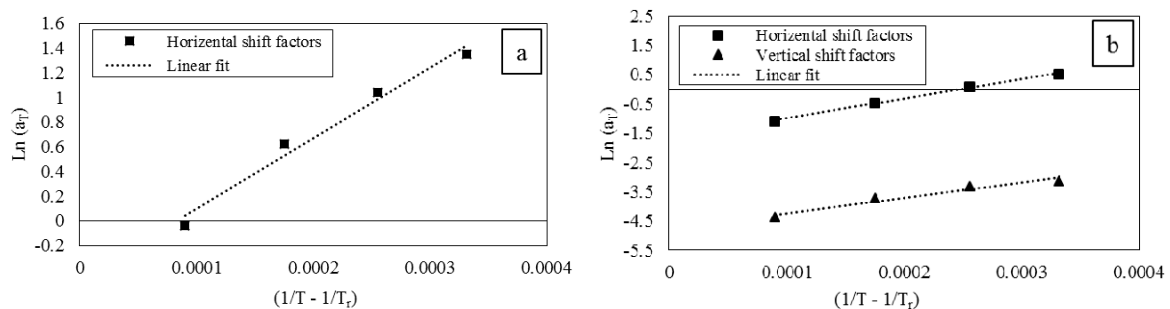 1.6
1.4
1.2
1
0.8
0.6
0.4
0.2
0
-0.2
Ln (aT)
Horizental shift factors
Linear fit
a
0 0.0001 0.0002 0.0003 0.0004
(1/T - 1/Tr)
2.5
1.5
0.5
-0.5
-1.5
-2.5
-3.5
-4.5
-5.5
Ln (aT)
Horizental shift factors
Vertical shift factors
Linear fit
b
0 0.0001 0.0002 0.0003 0.0004
(1/T - 1/Tr)